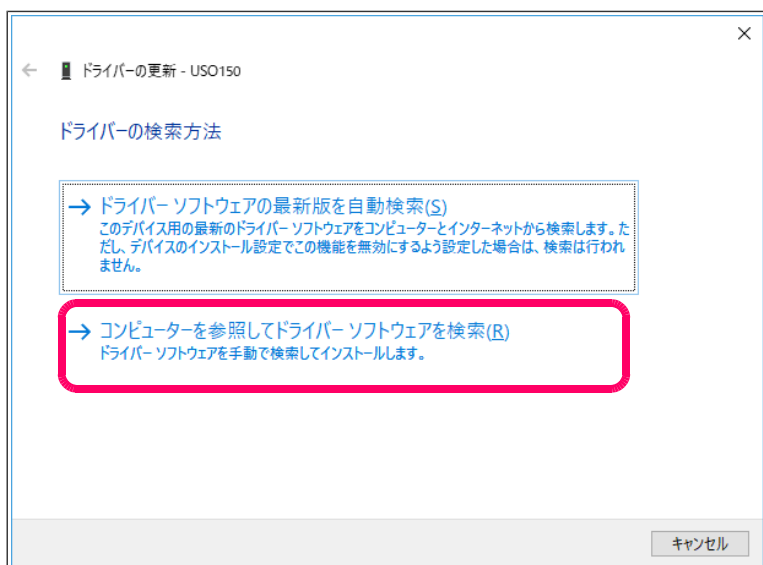 ドライバーの更新 - USO150
ドライバーの検索方法
→ ドライバー ソフトウェアの最新版を自動検索(S)
このデバイス用の最新のドライバー ソフトウェアをコンピューターとインターネットから検索します。た
だし、デバイスのインストール設定でこの機能を無効にするよう設定した場合は、検索は行われ
ません。
→ コンピューターを参照してドライバー ソフトウェアを検索(R)
ドライバー ソフトウェアを手動で検索してインストールします。
キャンセル